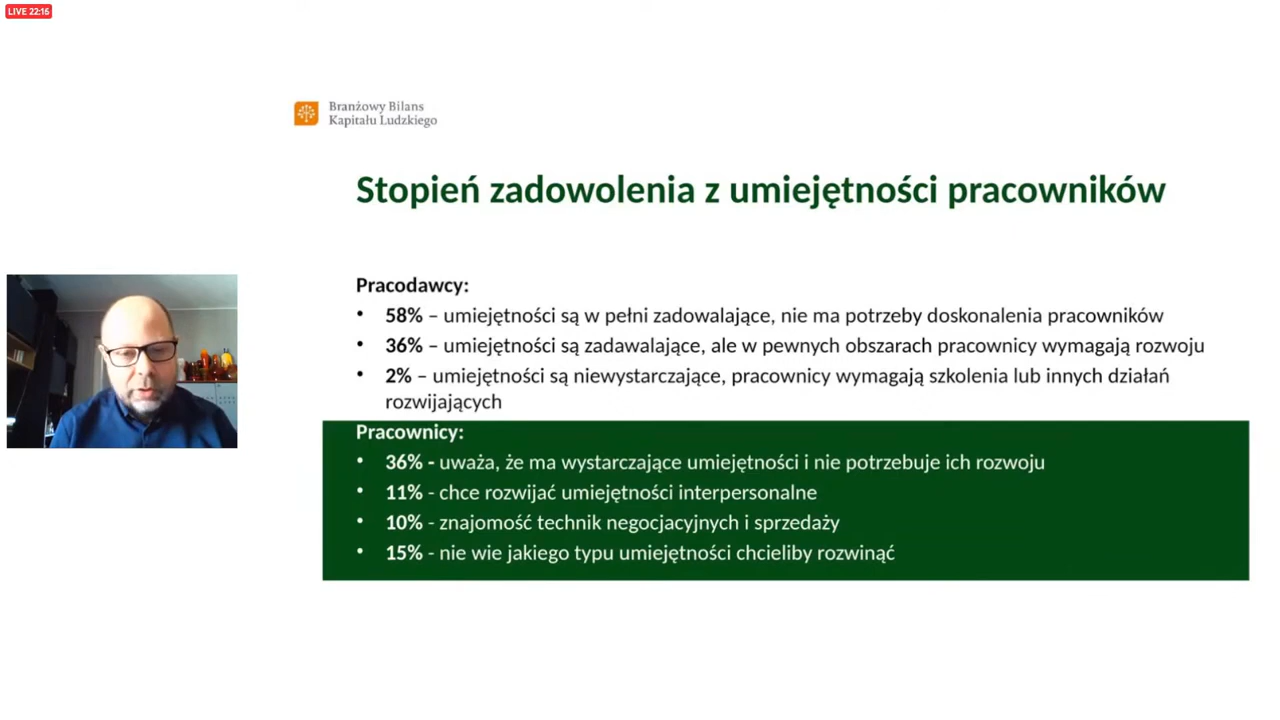 LIVE 22:15
Branżowy Bilans
Kapitału Ludzkiego
Stopień zadowolenia z umiejętności pracowników
Pracodawcy:
• 58% – umiejętności są w pełni zadowalające, nie ma potrzeby doskonalenia pracowników
• 36% – umiejętności są zadawalające, ale w pewnych obszarach pracownicy wymagają rozwoju
• 2% – umiejętności są niewystarczające, pracownicy wymagają szkolenia lub innych działań
rozwijających
Pracownicy:
• 36% - uważa, że ma wystarczające umiejętności i nie potrzebuje ich rozwoju
• 11% - chce rozwijać umiejętności interpersonalne
• 10% - znajomość technik negocjacyjnych i sprzedaży
• 15% - nie wie jakiego typu umiejętności chcieliby rozwinąć